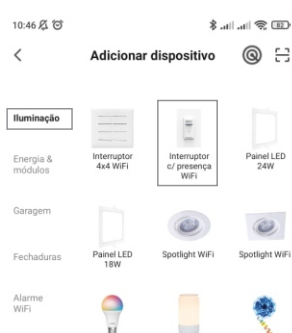 10:46
Adicionar dispositivo
Iluminação
Energia &
módulos
Garagem
Fechaduras
Alarme
WiFi
Interruptor
4x4 WiFi
Interruptor
c/ presença
WiFi
Painel LED
24W
Painel LED
18W
Spotlight WiFi
Spotlight WiFi